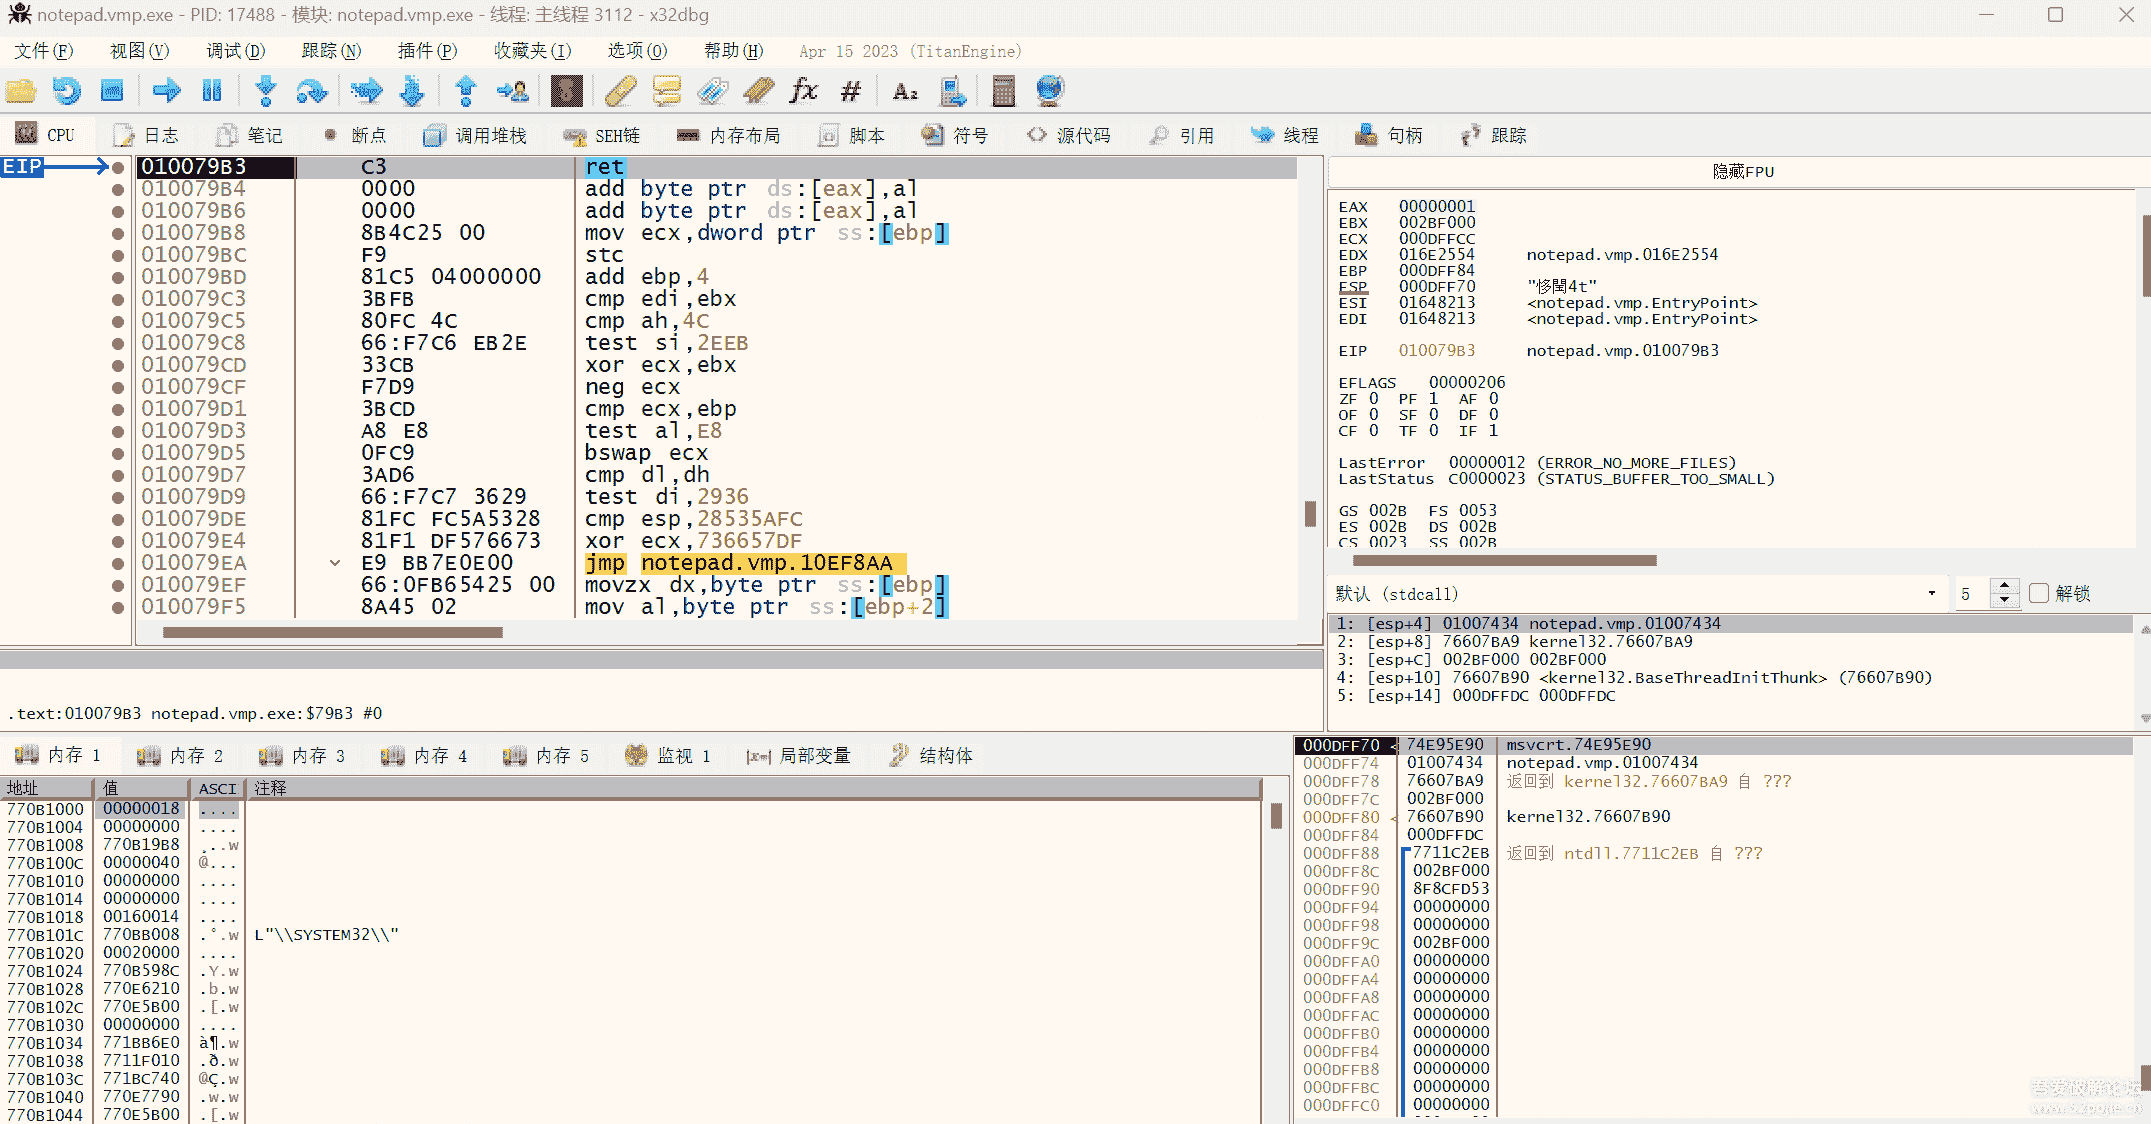 notepad.vmp.exe - PID: 17488 - 模块: notepad.vmp.exe - 线程: 主线程 3112 - x32dbg
文件(F) 视图(V) 调试(D) 跟踪(N) 插件(P) 收藏夹(I) 选项(O) 帮助(H) Apr 15 2023 (TitanEngine)
CPU 日志 笔记 断点 调用堆栈 SEH链 内存布局 脚本 符号 源代码 引用 线程 句柄 跟踪
EIP 010079B3 C3 ret
010079B4 0000 add byte ptr ds:[eax],al
010079B6 0000 add byte ptr ds:[eax],al
010079B8 8B4C25 00 mov ecx,dword ptr ss:[ebp]
010079BC F9 stc
010079BD 81C5 04000000 add ebp,4
010079C3 3BFB cmp edi,ebx
010079C5 80FC 4C cmp ah,4C
010079C8 66:F7C6 EB2E test si,2EEB
010079CD 33CB xor ecx,ebx
010079CF F7D9 neg ecx
010079D1 3BCD cmp ecx,ebp
010079D3 A8 E8 test al,E8
010079D5 0FC9 bswap ecx
010079D7 3AD6 cmp dl,dh
010079D9 66:F7C7 3629 test di,2936
010079DE 81FC FC5A5328 cmp esp,28535AFC
010079E4 81F1 DF576673 xor ecx,736657DF
010079EA E9 BB7E0E00 jmp notepad.vmp.10EF8AA
010079EF 66:0FB65425 00 movzx dx,byte ptr ss:[ebp]
010079F5 8A45 02 mov al,byte ptr ss:[ebp+2]
.text:010079B3 notepad.vmp.exe:$79B3 #0
隐藏FPU
EAX 00000001
EBX 002BF000
ECX 000DFFCC
EDX 016E2554 notepad.vmp.016E2554
EBP 000DFF84
ESP 000DFF70
ESI 01648213 <notepad.vmp.EntryPoint>
EDI 01648213 <notepad.vmp.EntryPoint>
EIP 010079B3 notepad.vmp.010079B3
EFLAGS 00000206
ZF 0 PF 1 AF 0
OF 0 SF 0 DF 0
CF 0 TF 0 IF 1
LastError 00000012 (ERROR_NO_MORE_FILES)
LastStatus C0000023 (STATUS_BUFFER_TOO_SMALL)
GS 002B FS 0053
ES 002B DS 002B
CS 0023 SS 002B
默认 (stdcall) 5 解锁
1: [esp+4] 01007434 notepad.vmp.01007434
2: [esp+8] 76607BA9 kernel32.76607BA9
3: [esp+C] 002BF000 002BF000
4: [esp+10] 76607B90 <kernel32.BaseThreadInitThunk> (76607B90)
5: [esp+14] 000DFFDC 000DFFDC
内存 1 内存 2 内存 3 内存 4 内存 5 监视 1 局部变量 结构体
地址 值 ASCI 注释
770B1000 00000018 ....
770B1004 00000000 ....
770B1008 770B19B8 ¸..w
770B100C 00000040 @...
770B1010 00000000 ....
770B1014 00000000 ....
770B1018 00160014 ....
770B101C 770BB008 .°.w L"\\SYSTEM32\\"
770B1020 00020000 ....
770B1024 770B598C .Y.w
770B1028 770E6210 .b.w
770B102C 770E5B00 .[.w
770B1030 00000000 ....
770B1034 771BB6E0 à¶.w
770B1038 7711F010 .ð.w
770B103C 771BC740 @Ç.w
770B1040 770E7790 .w.w
770B1044 770E5B00 .[.w
000DFF70 74E95E90 msvcrt.74E95E90
000DFF74 01007434 notepad.vmp.01007434
000DFF78 76607BA9 返回到 kernel32.76607BA9 自 ???
000DFF7C 002BF000
000DFF80 76607B90 kernel32.76607B90
000DFF84 000DFFDC
000DFF88 7711C2EB 返回到 ntdll.7711C2EB 自 ???
000DFF8C 002BF000
000DFF90 8F8CFD53
000DFF94 00000000
000DFF98 00000000
000DFF9C 002BF000
000DFFA0 00000000
000DFFA4 00000000
000DFFA8 00000000
000DFFAC 00000000
000DFFB0 00000000
000DFFB4 00000000
000DFFB8 00000000
000DFFBC 00000000
000DFFC0 00000000